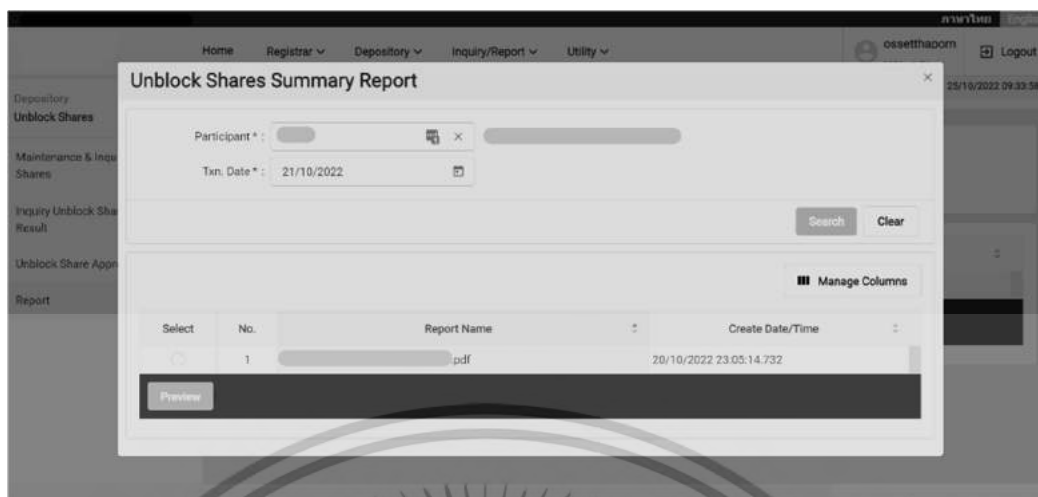 ภาษาไทย English
Home Registrar Depository Inquiry/Report Utility
ossetthaporn Logout
25/10/2022 09:33:58
Depository
Unblock Shares
Maintenance & Inqu
Shares
Inquiry Unblock Sha
Result
Unblock Share Appr
Report
Unblock Shares Summary Report
Participant * :
Txn. Date * : 21/10/2022
Search Clear
Manage Columns
Select No. Report Name Create Date/Time
1 .pdf 20/10/2022 23:05:14.732
Preview